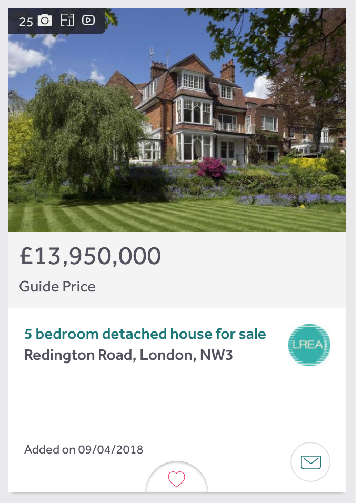 25
£13,950,000
Guide Price
5 bedroom detached house for sale
Redington Road, London, NW3
LREA
Added on 09/04/2018